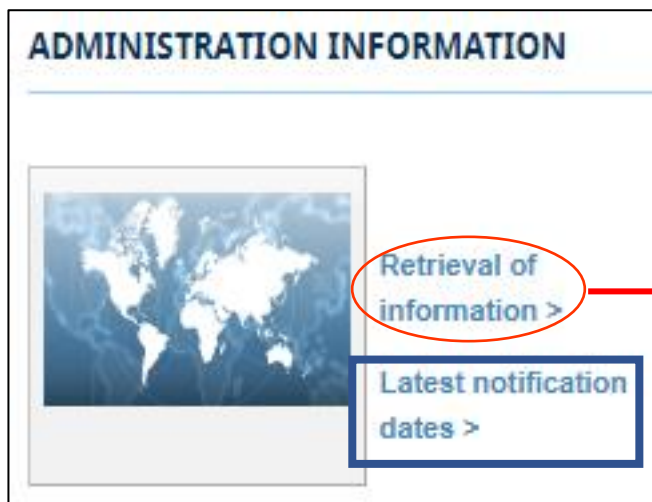 ADMINISTRATION INFORMATION
Retrieval of
information >
Latest notification
dates >